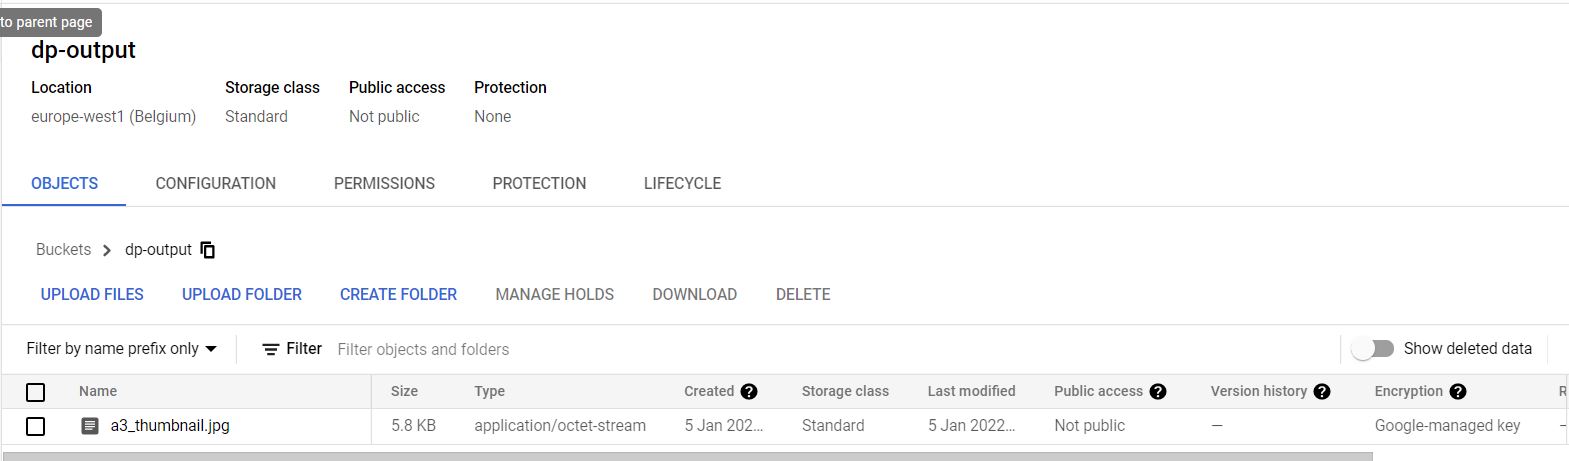 to parent page
dp-output
Location Storage class Public access Protection
europe-west1 (Belgium) Standard Not public None
OBJECTS CONFIGURATION PERMISSIONS PROTECTION LIFECYCLE
Buckets dp-output
UPLOAD FILES UPLOAD FOLDER CREATE FOLDER MANAGE HOLDS DOWNLOAD DELETE
Filter by name prefix only Filter Filter objects and folders Show deleted data
Name Size Type Created ? Storage class Last modified Public access ? Version history ? Encryption ? R
a3_thumbnail.jpg 5.8 KB application/octet-stream 5 Jan 202... Standard 5 Jan 2022... Not public — Google-managed key –